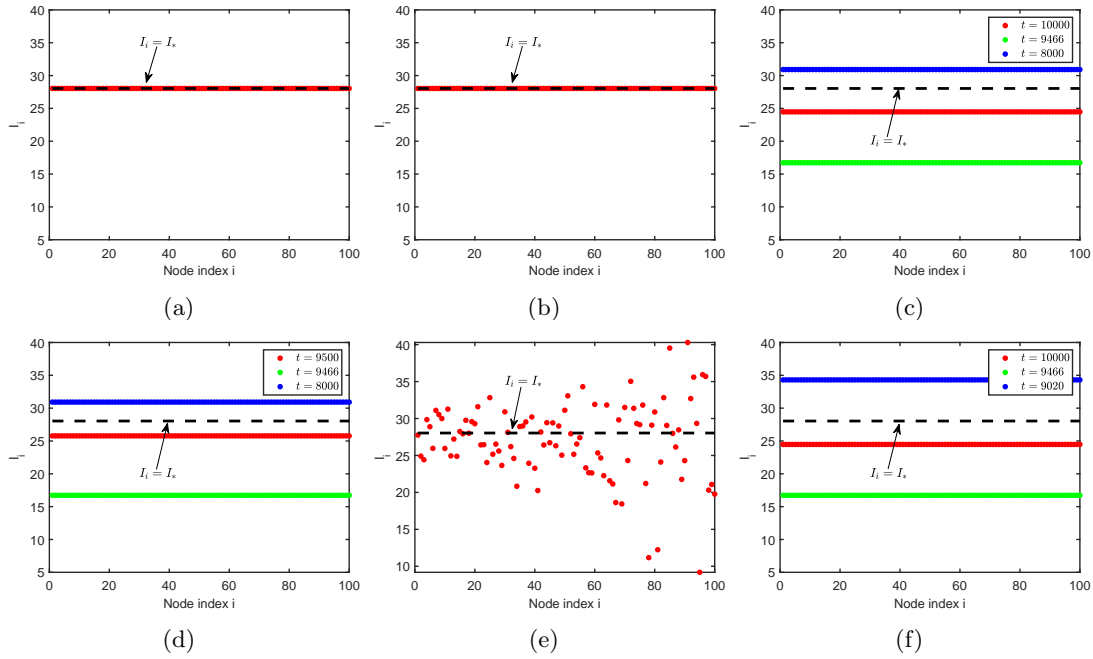 40
35
30
25
20
15
10
5
I_i
I_i = I_*
0 20 40 60 80 100
Node index i
(a)
40
35
30
25
20
15
10
5
I_i
I_i = I_*
0 20 40 60 80 100
Node index i
(b)
40
35
30
25
20
15
10
5
I_i
t = 10000
t = 9466
t = 8000
I_i = I_*
0 20 40 60 80 100
Node index i
(c)
40
35
30
25
20
15
10
5
I_i
t = 9500
t = 9466
t = 8000
I_i = I_*
0 20 40 60 80 100
Node index i
(d)
40
35
30
25
20
15
10
I_i
I_i = I_*
0 20 40 60 80 100
Node index i
(e)
40
35
30
25
20
15
10
5
I_i
t = 10000
t = 9466
t = 9020
I_i = I_*
0 20 40 60 80 100
Node index i
(f)